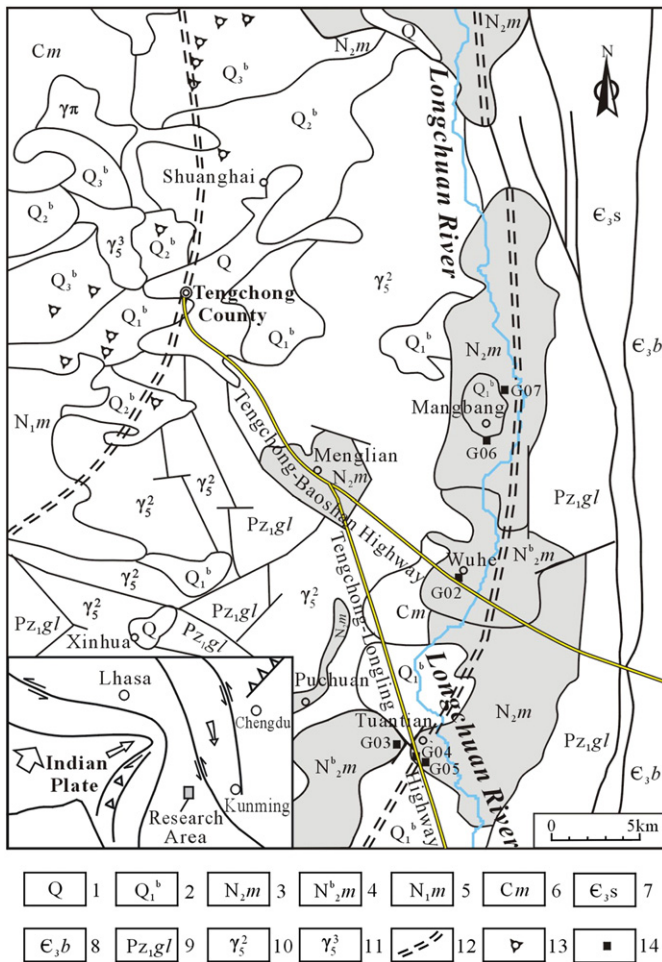 N₂m
Q
N₂m
Cm
Q₃ᵇ
N
γπ
Q₂ᵇ
Longchuan River
Q₃ᵇ
Shuanghai
Є₃s
Q₂ᵇ
γ₅³
Q₂ᵇ
Q
γ₅²
Q₃ᵇ
Tengchong
County
Q₁ᵇ
Q₁ᵇ
Q₁ᵇ
N₂m
Є₃b
Q₂ᵇ
Q₁ᵇ
G07
Mangbang
N₁m
G06
Menglian
N₂m
γ₅²
γ₅²
Tengchong-Baoshan Highway
Pz₁gl
Pz₁gl
γ₅²
Wuhe
Nᵇ₂m
G02
γ₅²
Q₁ᵇ
γ₅²
Cm
Tengchong-Longling Highway
Pz₁gl
Q
Pz₁gl
Xinhua
N₂m
Q₁ᵇ
Longchuan River
N₂m
Puchuan
Lhasa
Chengdu
Tuantian
Pz₁gl
G03
G04
G05
Indian
Plate
Nᵇ₂m
Є₃b
Kunming
Research
Area
Q₁ᵇ
0 5km
Q 1 Q₁ᵇ 2 N₂m 3 Nᵇ₂m 4 N₁m 5 Cm 6 Є₃s 7
Є₃b 8 Pz₁gl 9 γ₅² 10 γ₅³ 11 12 13 14